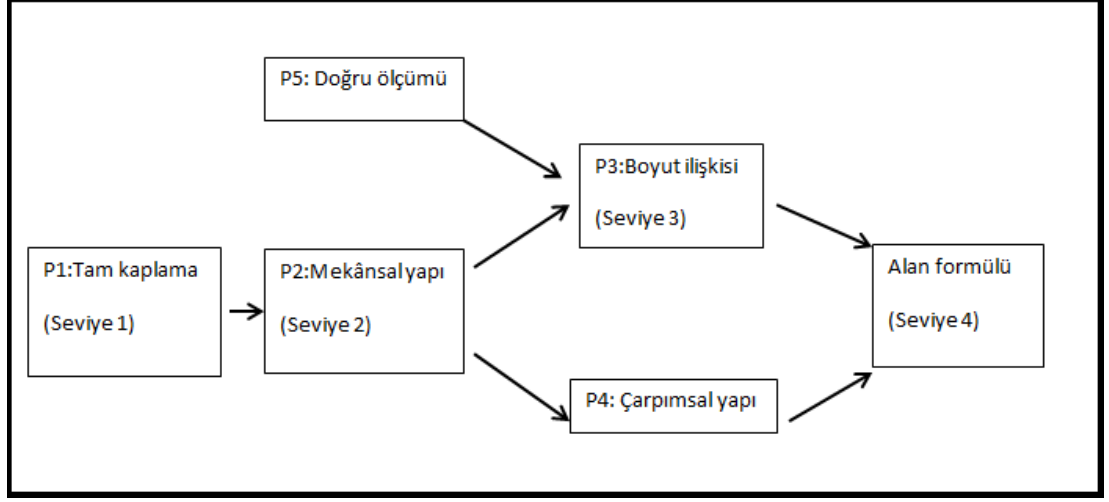 P5: Doğru ölçümü
P3:Boyut ilişkisi
(Seviye 3)
P1:Tam kaplama
(Seviye 1)
P2:Mekânsal yapı
(Seviye 2)
Alan formülü
(Seviye 4)
P4: Çarpımsal yapı